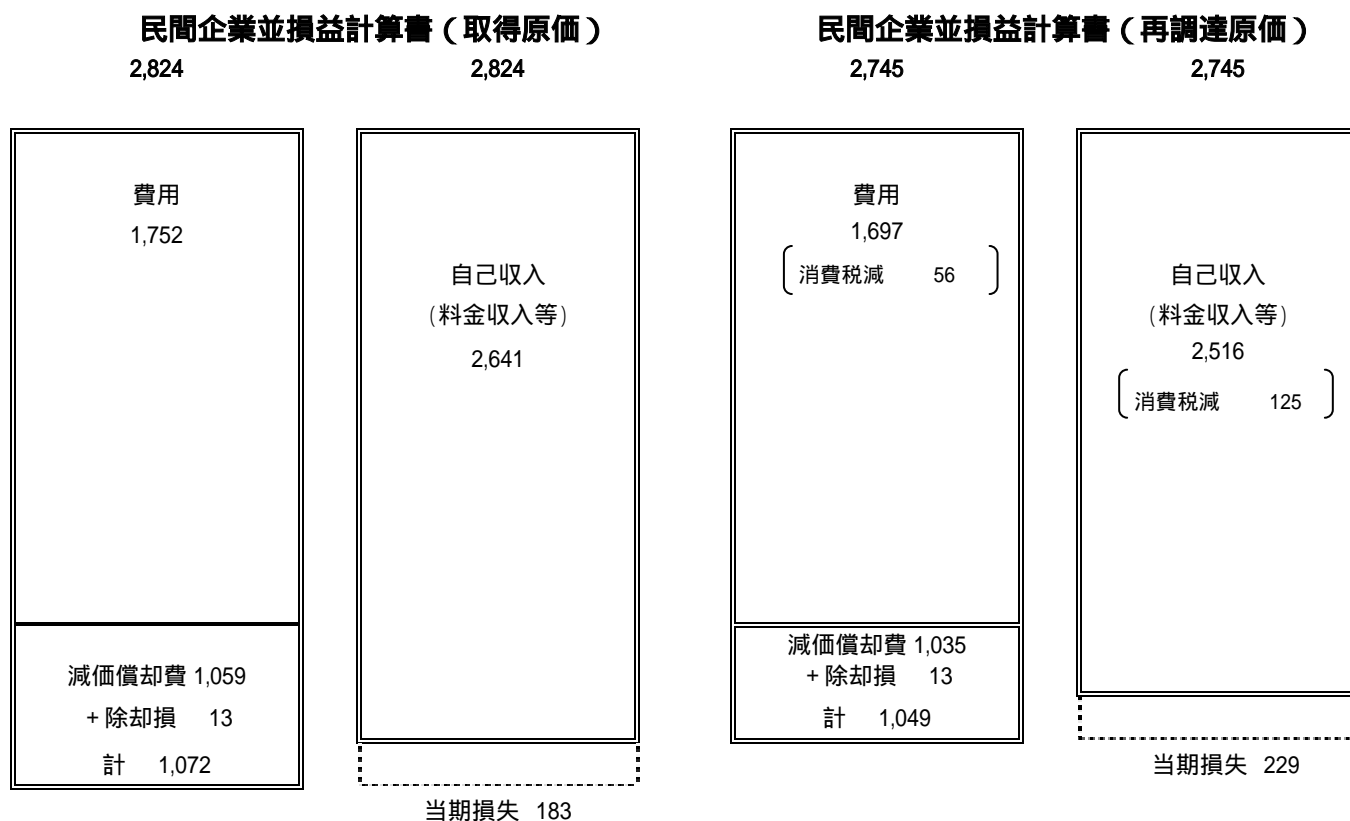 民間企業並損益計算書（取得原価）
2,824 2,824
費用
1,752
自己収入
(料金収入等)
2,641
減価償却費 1,059
+ 除却損 13
計 1,072
当期損失 183
民間企業並損益計算書（再調達原価）
2,745 2,745
費用
1,697
消費税減 56
自己収入
(料金収入等)
2,516
消費税減 125
減価償却費 1,035
+ 除却損 13
計 1,049
当期損失 229